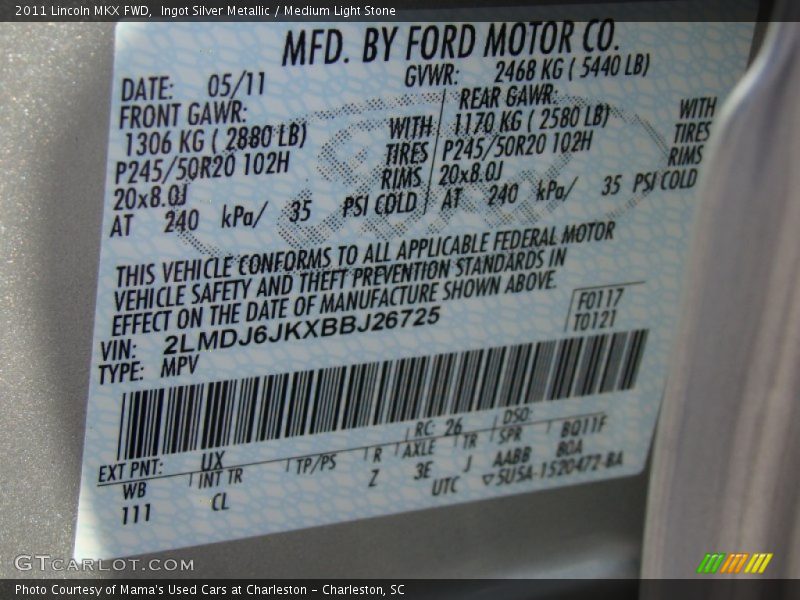 2011 Lincoln MKX FWD, Ingot Silver Metallic / Medium Light Stone
MFD. BY FORD MOTOR CO.
DATE: 05/11 GVWR: 2468 KG ( 5440 LB)
FRONT GAWR: REAR GAWR:
1306 KG ( 2880 LB) WITH 1170 KG ( 2580 LB) WITH
P245/50R20 102H TIRES P245/50R20 102H TIRES
20x8.0J RIMS 20x8.0J RIMS
AT 240 kPa/ 35 PSI COLD AT 240 kPa/ 35 PSI COLD
THIS VEHICLE CONFORMS TO ALL APPLICABLE FEDERAL MOTOR
VEHICLE SAFETY AND THEFT PREVENTION STANDARDS IN
EFFECT ON THE DATE OF MANUFACTURE SHOWN ABOVE.
VIN: 2LMDJ6JKXBBJ26725 F0117
TYPE: MPV T0121
EXT PNT: UX RC: 26 DSO:
WB INT TR TP/PS R AXLE TR SPR BQ11F
111 CL Z 3E J AABB BOA
UTC ▽5U5A-1520472-BA
GTCARLOT.COM
Photo Courtesy of Mama's Used Cars at Charleston - Charleston, SC